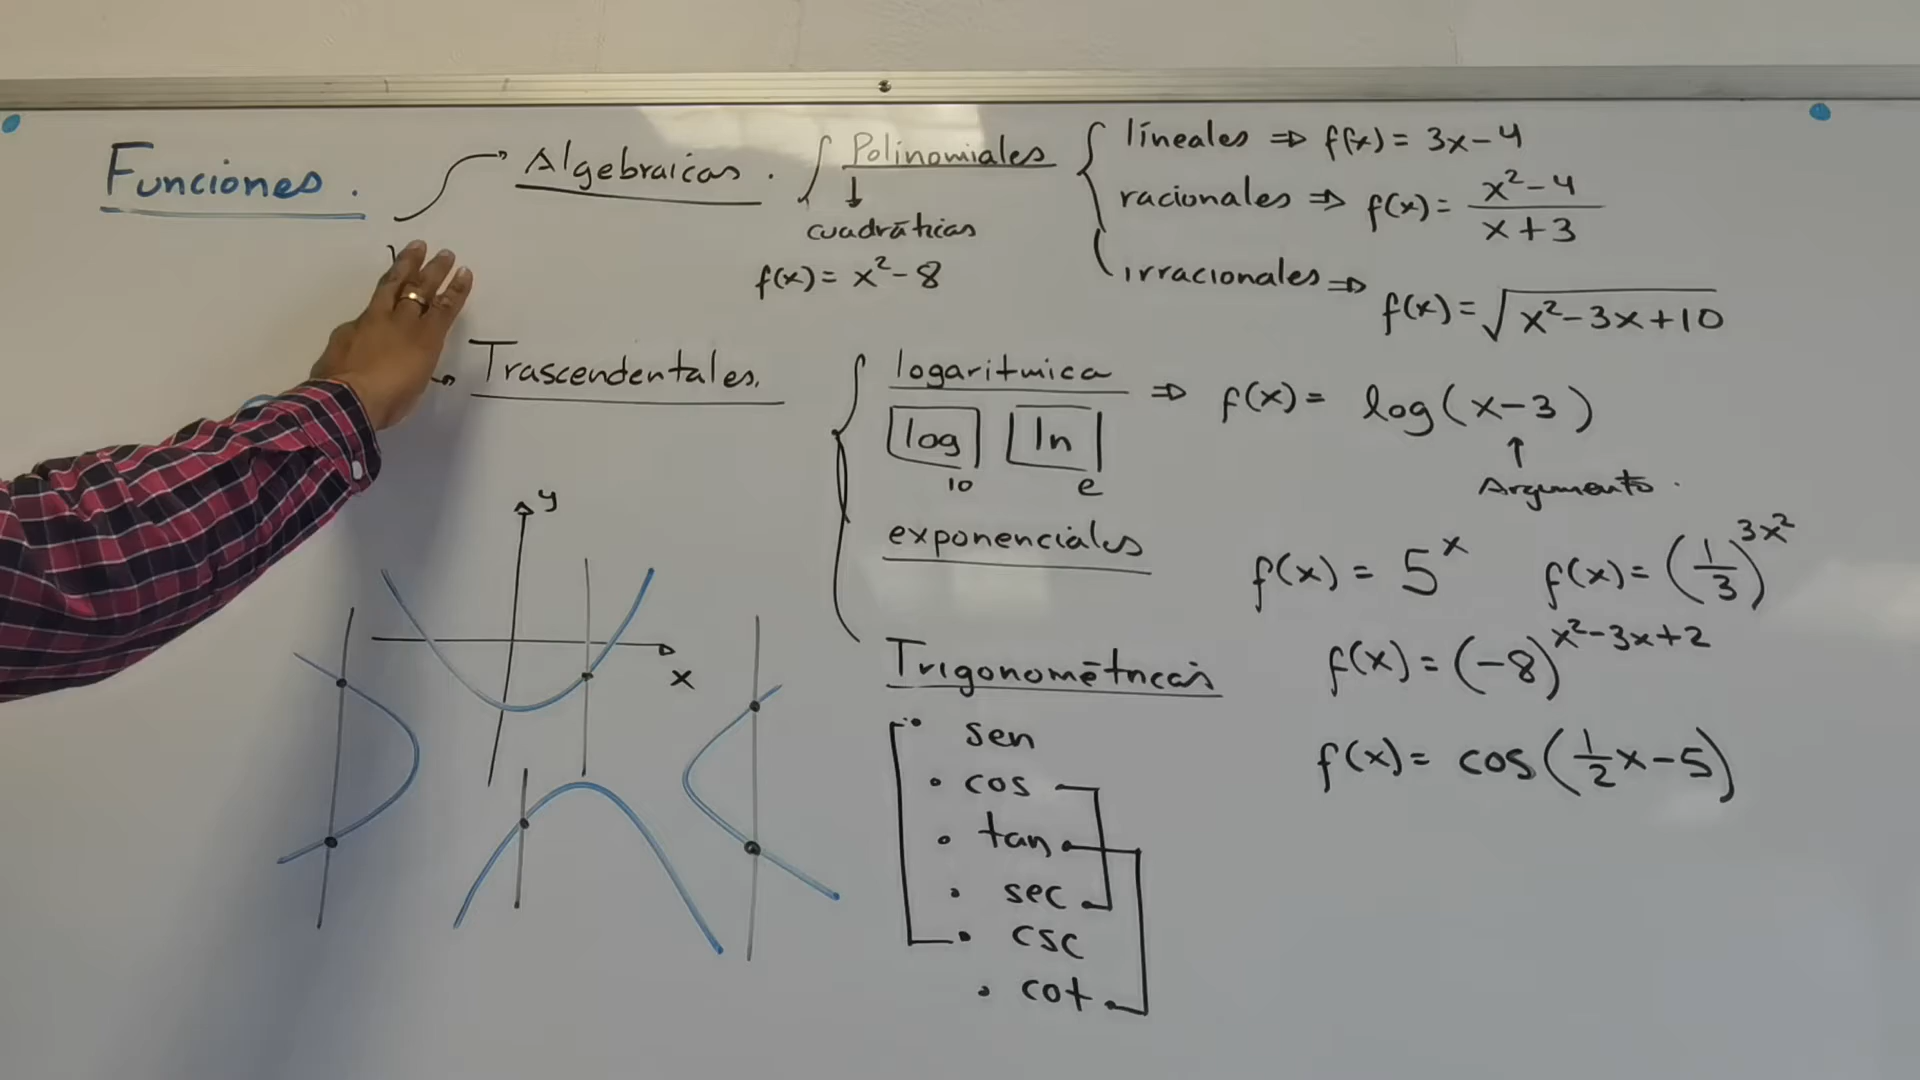 Funciones.
Algebraicas.
Polinomiales
cuadráticas
f(x) = x² - 8
líneales ⇒ f(x) = 3x - 4
racionales ⇒ f(x) = (x² - 4)/(x + 3)
irracionales ⇒ f(x) = √(x² - 3x + 10)
Trascendentales.
logaritmica ⇒ f(x) = log(x - 3)
log ln
10 e
Argumento.
exponenciales
f(x) = 5^x f(x) = (1/3)^(3x²)
f(x) = (-8)^(x² - 3x + 2)
Trigonométricas
f(x) = cos(1/2 x - 5)
• sen
• cos
• tan
• sec
• csc
• cot
y
x